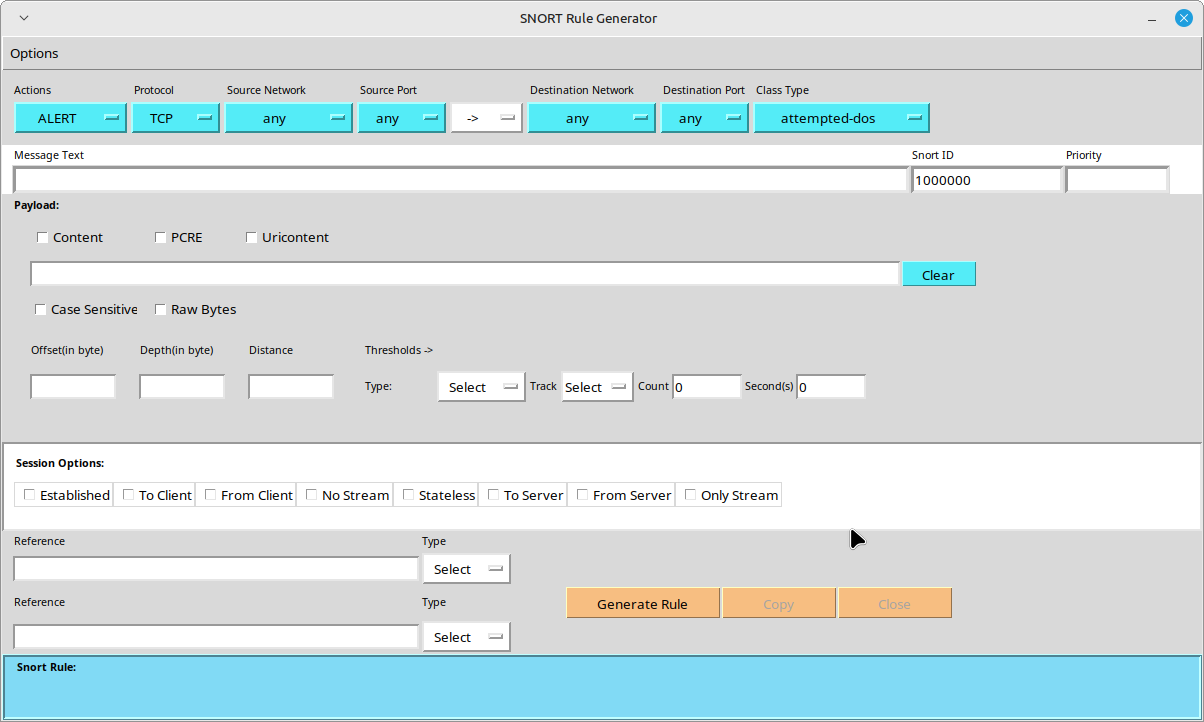 SNORT Rule Generator
Options
Actions Protocol Source Network Source Port Destination Network Destination Port Class Type
ALERT TCP any any -> any any attempted-dos
Message Text Snort ID Priority
1000000
Payload:
Content PCRE Uricontent
Clear
Case Sensitive Raw Bytes
Offset(in byte) Depth(in byte) Distance Thresholds ->
Type: Select Track Select Count 0 Second(s) 0
Session Options:
Established To Client From Client No Stream Stateless To Server From Server Only Stream
Reference Type
Select
Reference Type
Generate Rule Copy Close
Select
Snort Rule: